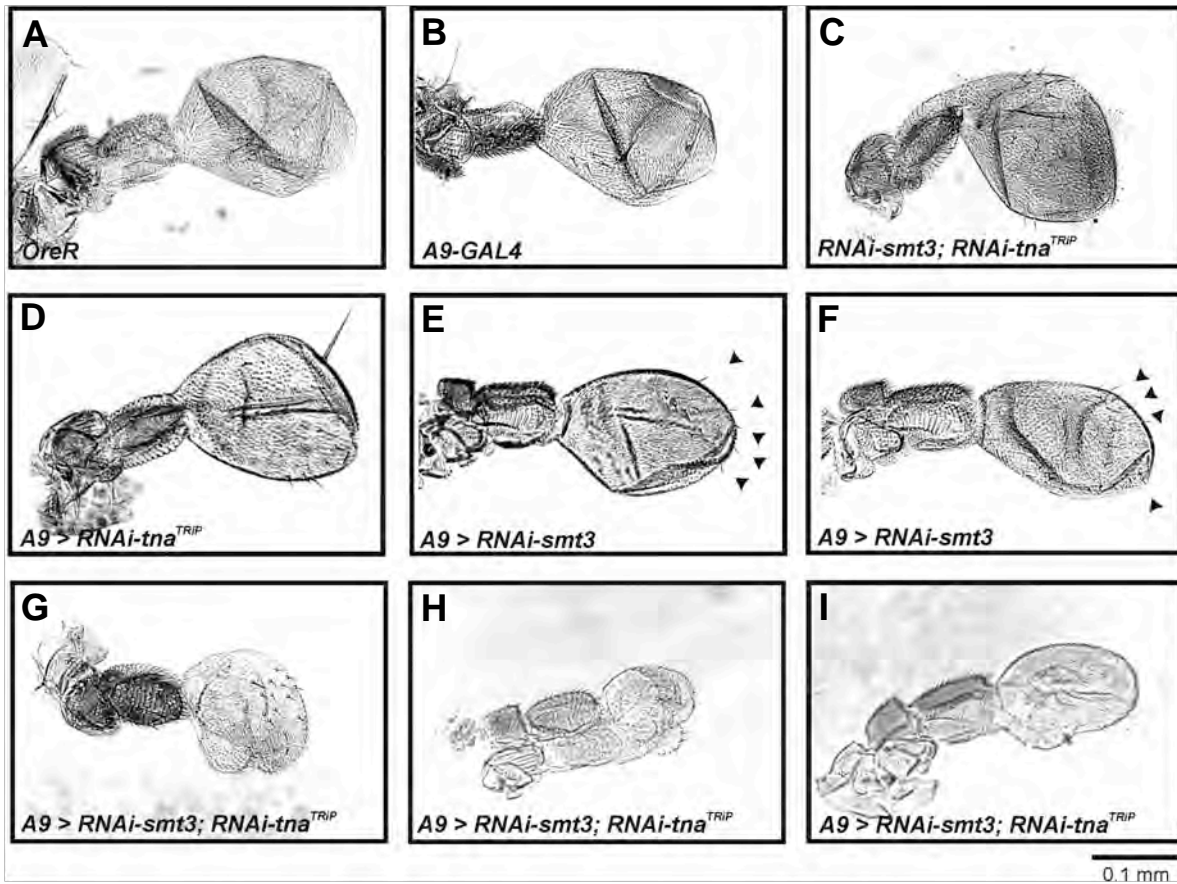 A
OreR
B
A9-GAL4
C
RNAi-smt3; RNAi-tna^TRiP
D
A9 > RNAi-tna^TRiP
E
A9 > RNAi-smt3
F
A9 > RNAi-smt3
G
A9 > RNAi-smt3; RNAi-tna^TRiP
H
A9 > RNAi-smt3; RNAi-tna^TRiP
I
A9 > RNAi-smt3; RNAi-tna^TRiP
0.1 mm